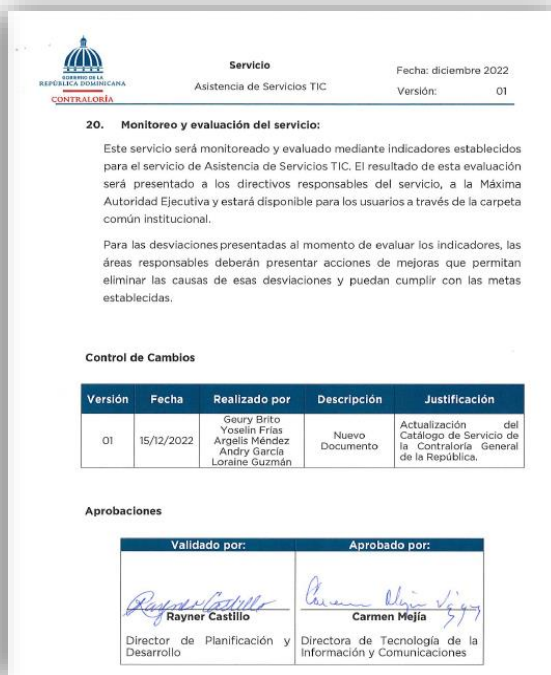 GOBIERNO DE LA
REPÚBLICA DOMINICANA
CONTRALORÍA
Servicio
Asistencia de Servicios TIC
Fecha: diciembre 2022
Versión: 01
20. Monitoreo y evaluación del servicio:
Este servicio será monitoreado y evaluado mediante indicadores establecidos
para el servicio de Asistencia de Servicios TIC. El resultado de esta evaluación
será presentado a los directivos responsables del servicio, a la Máxima
Autoridad Ejecutiva y estará disponible para los usuarios a través de la carpeta
común institucional.
Para las desviaciones presentadas al momento de evaluar los indicadores, las
áreas responsables deberán presentar acciones de mejoras que permitan
eliminar las causas de esas desviaciones y puedan cumplir con las metas
establecidas.
Control de Cambios
Versión Fecha Realizado por Descripción Justificación
01 15/12/2022
Geury Brito
Yoselin Frías
Argelis Méndez
Andry García
Loraine Guzmán
Nuevo
Documento
Actualización del
Catálogo de Servicio de
la Contraloría General
de la República.
Aprobaciones
Validado por: Aprobado por:
Rayner Castillo
Rayner Castillo
Director de Planificación y
Desarrollo
Carmen Mejía
Carmen Mejía
Directora de Tecnología de la
Información y Comunicaciones